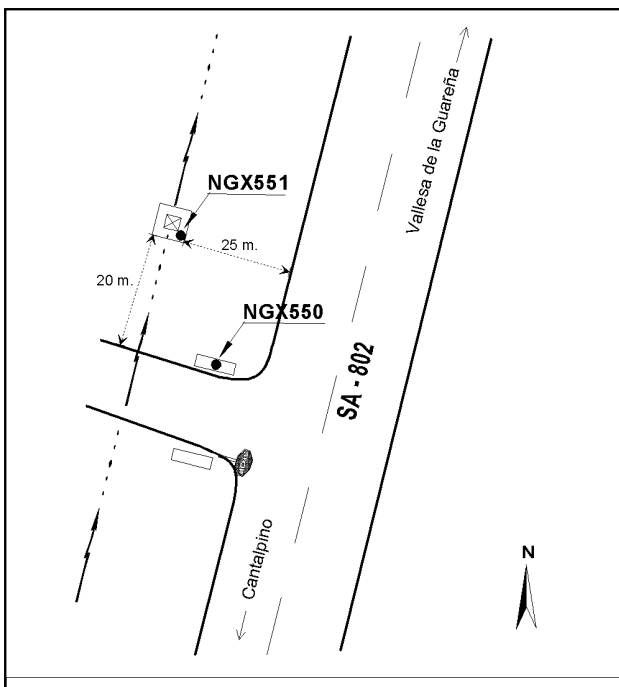 Vallesa de la Guareña
NGX551
25 m.
20 m.
NGX550
SA - 802
Cantalpino
N